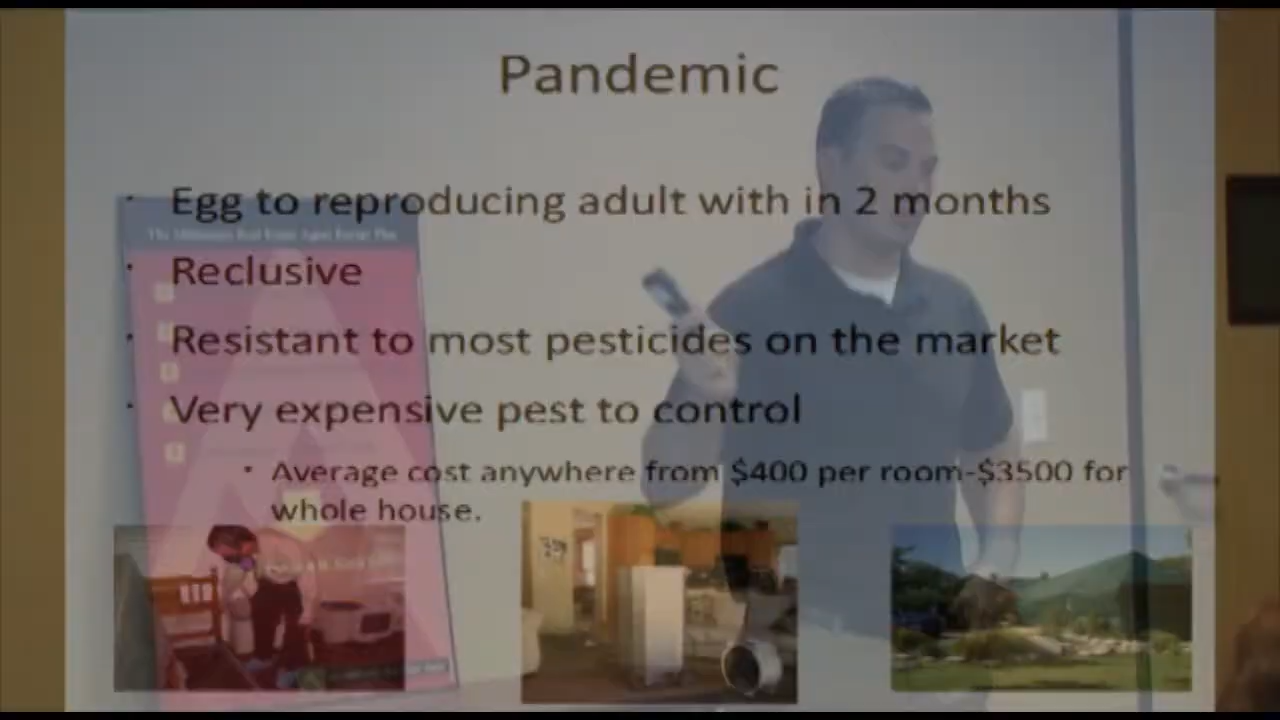 Pandemic
· Egg to reproducing adult with in 2 months
· Reclusive
· Resistant to most pesticides on the market
· Very expensive pest to control
· Average cost anywhere from $400 per room-$3500 for
whole house.